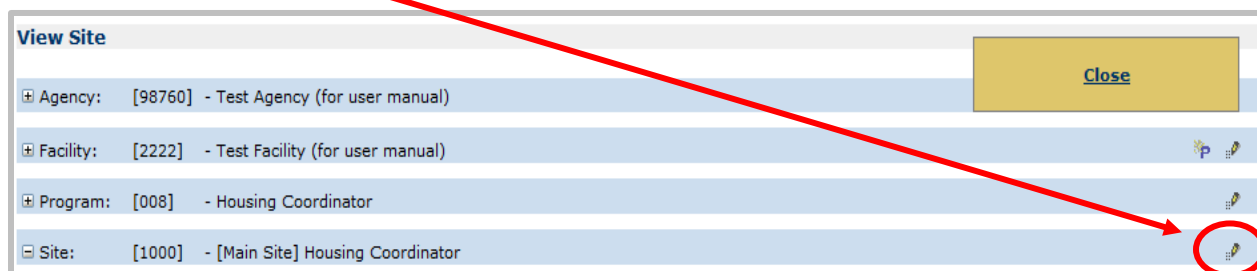 View Site
Close
Agency: [98760] - Test Agency (for user manual)
Facility: [2222] - Test Facility (for user manual)
P
Program: [008] - Housing Coordinator
Site: [1000] - [Main Site] Housing Coordinator